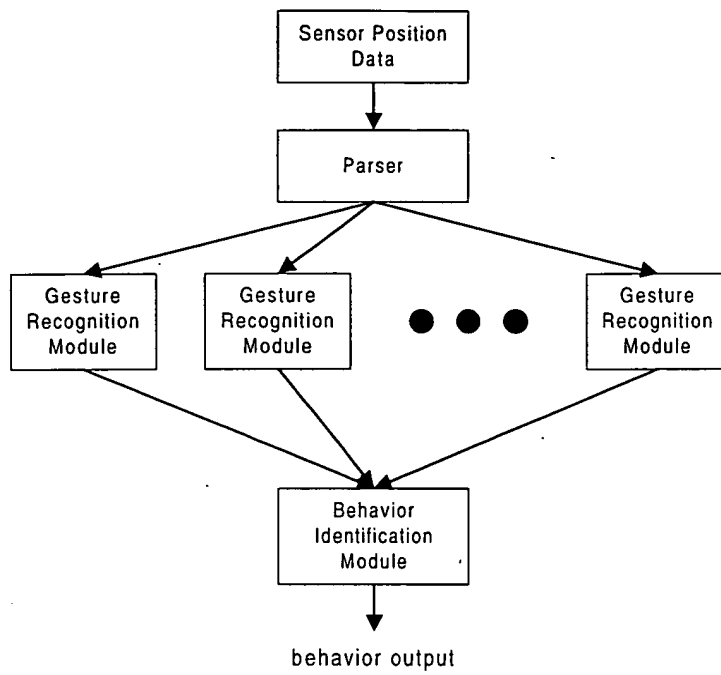 Sensor Position
Data
Parser
Gesture
Recognition
Module
Gesture
Recognition
Module
Gesture
Recognition
Module
Behavior
Identification
Module
behavior output